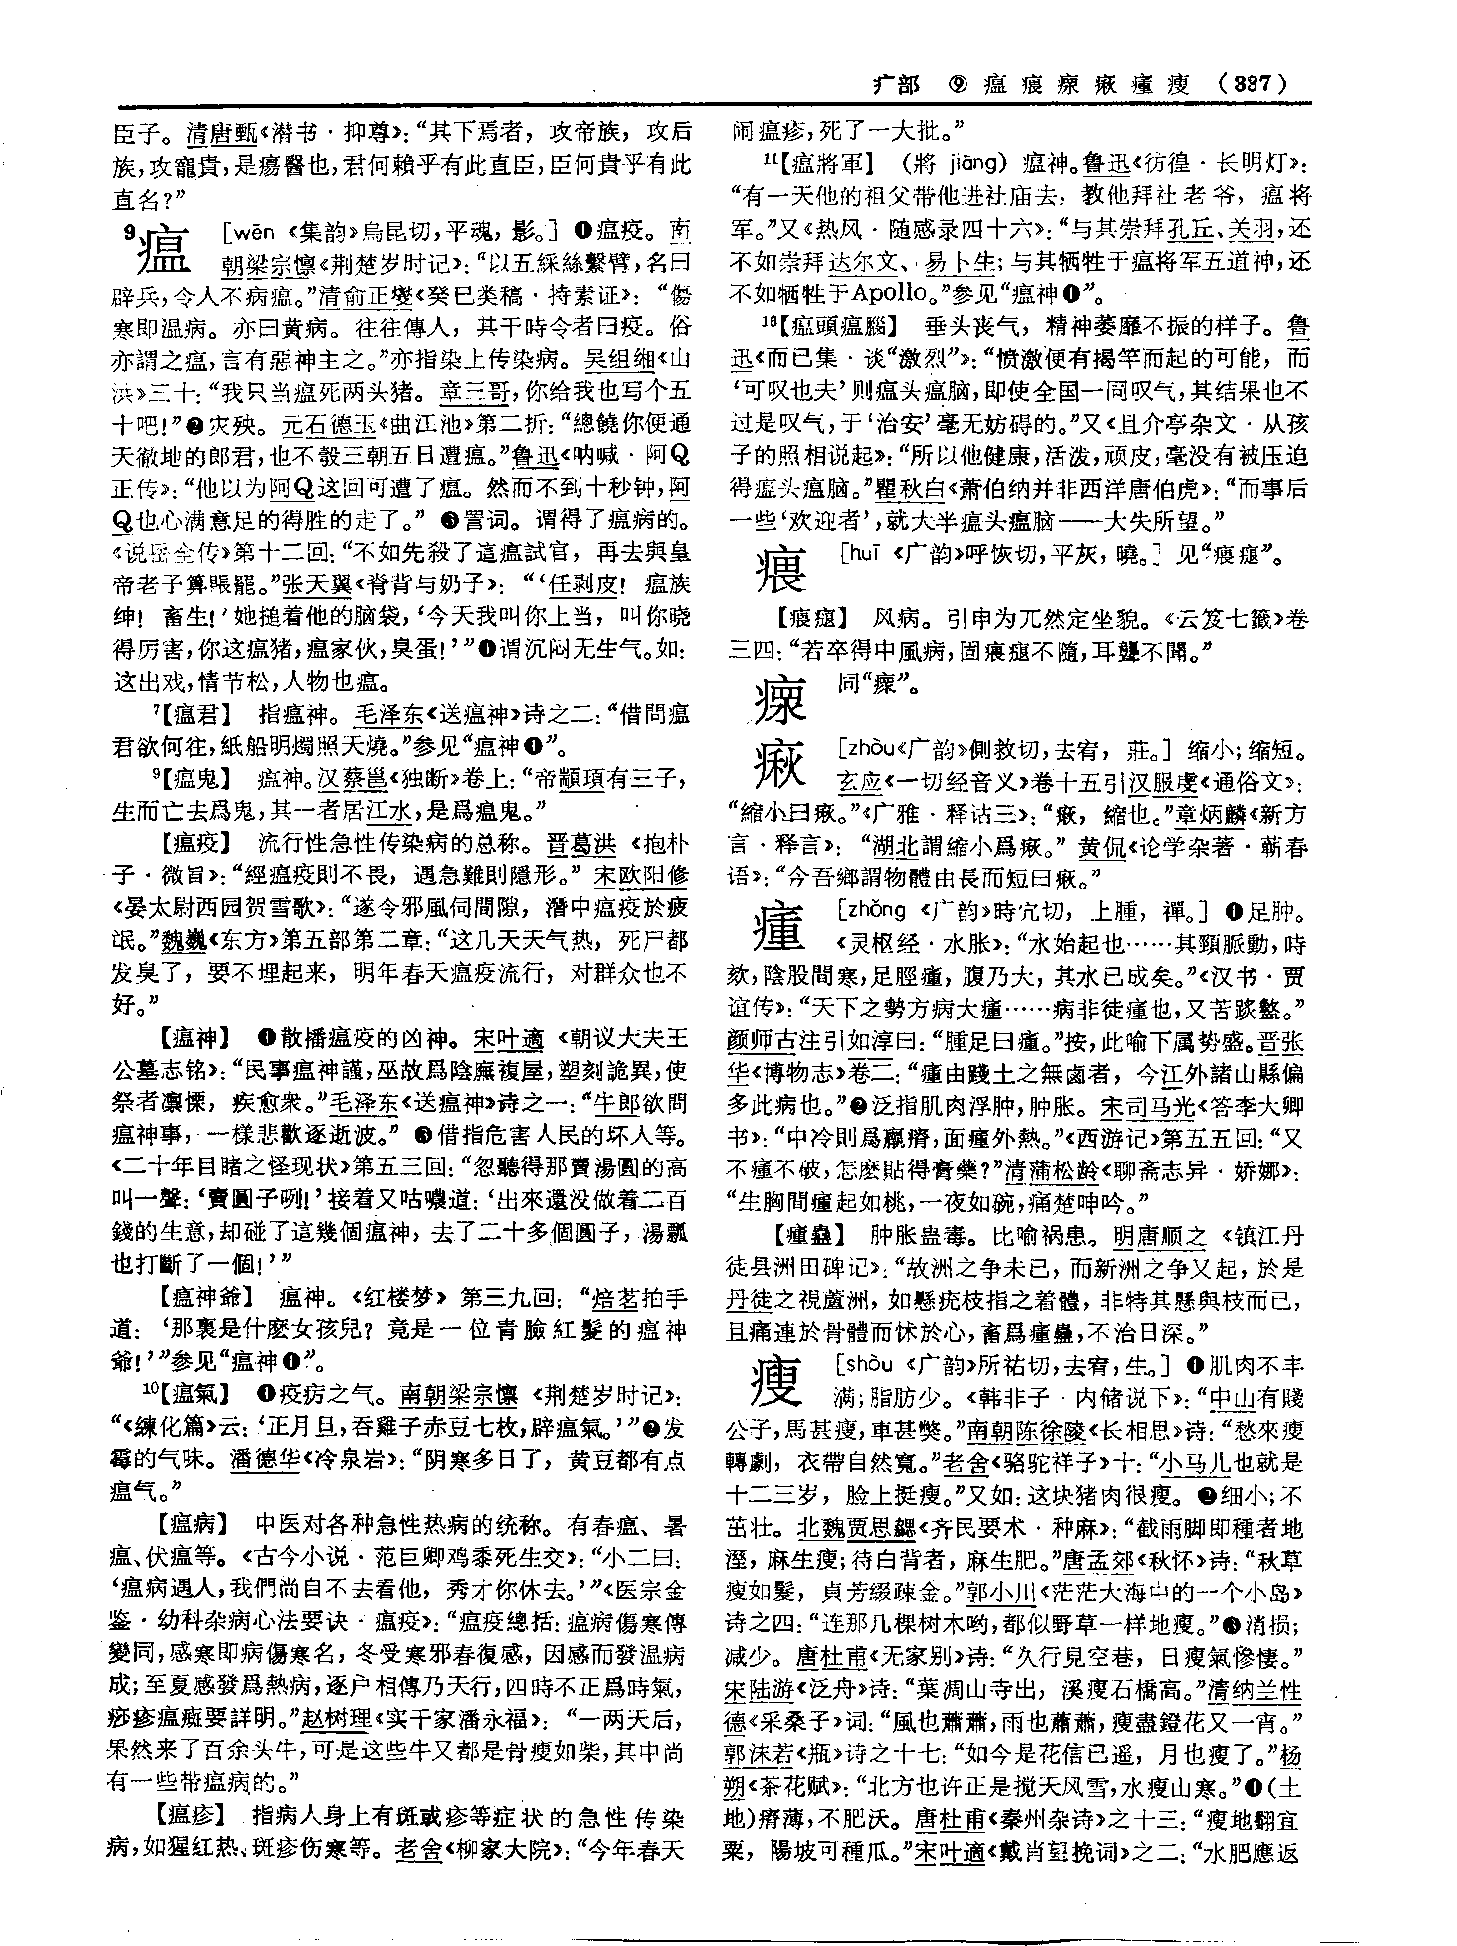 疒部 ⑨ 瘟 瘣 瘝 瘷 瘇 瘦 (337)
臣子。清唐甄《潜书·抑尊》：“其下焉者，攻帝族，攻后
族，攻寵貴，是瘍醫也，君何賴乎有此直臣，臣何貴乎有此
直名？”
9瘟 [wēn 《集韵》烏昆切，平魂，影。] ❶瘟疫。南
朝梁宗懔《荆楚岁时记》：“以五綵絲繫臂，名曰
辟兵，令人不病瘟。”清俞正燮《癸巳类稿·持素证》：“傷
寒即温病。亦曰黄病。往往傳人，其干時令者曰疫。俗
亦謂之瘟，言有惡神主之。”亦指染上传染病。吴组缃《山
洪》三十：“我只当瘟死两头猪。章三哥，你给我也写个五
十吧！”❷灾殃。元石德玉《曲江池》第二折：“總饒你便通
天徹地的郎君，也不彀三朝五日遭瘟。”鲁迅《呐喊·阿Q
正传》：“他以为阿Q这回可遭了瘟。然而不到十秒钟，阿
Q也心满意足的得胜的走了。”❸詈词。谓得了瘟病的。
《说岳全传》第十二回：“不如先殺了這瘟試官，再去與皇
帝老子算賬罷。”张天翼《脊背与奶子》：“‘任剥皮！瘟族
绅！畜生！’她搥着他的脑袋，‘今天我叫你上当，叫你晓
得厉害，你这瘟猪，瘟家伙，臭蛋！’”❹谓沉闷无生气。如：
这出戏，情节松，人物也瘟。
7【瘟君】 指瘟神。毛泽东《送瘟神》诗之二：“借問瘟
君欲何往，紙船明燭照天燒。”参见“瘟神❶”。
9【瘟鬼】 瘟神。汉蔡邕《独断》卷上：“帝顓頊有三子，
生而亡去爲鬼，其一者居江水，是爲瘟鬼。”
【瘟疫】 流行性急性传染病的总称。晋葛洪《抱朴
子·微旨》：“經瘟疫則不畏，遇急難則隱形。”宋欧阳修
《晏太尉西园贺雪歌》：“遂令邪風伺間隙，潛中瘟疫於疲
氓。”魏巍《东方》第五部第二章：“这几天天气热，死尸都
发臭了，要不埋起来，明年春天瘟疫流行，对群众也不
好。”
【瘟神】 ❶散播瘟疫的凶神。宋叶適《朝议大夫王
公墓志铭》：“民事瘟神謹，巫故爲陰廡複屋，塑刻詭異，使
祭者凛慄，疾愈衆。”毛泽东《送瘟神》诗之一：“牛郎欲問
瘟神事，一樣悲歡逐逝波。”❷借指危害人民的坏人等。
《二十年目睹之怪现状》第五三回：“忽聽得那賣湯圓的高
叫一聲：‘賣圓子咧！’接着又咕噥道：‘出來還没做着二百
錢的生意，却碰了這幾個瘟神，去了二十多個圓子，湯瓢
也打斷了一個！’”
【瘟神爺】 瘟神。《红楼梦》第三九回：“焙茗拍手
道：‘那裏是什麽女孩兒？竟是一位青臉紅髮的瘟神
爺！’”参见“瘟神❶”。
10【瘟氣】 ❶疫疠之气。南朝梁宗懔《荆楚岁时记》：
“《練化篇》云：‘正月旦，吞雞子赤豆七枚，辟瘟氣。’”❷发
霉的气味。潘德华《冷泉岩》：“阴寒多日了，黄豆都有点
瘟气。”
【瘟病】 中医对各种急性热病的统称。有春瘟、暑
瘟、伏瘟等。《古今小说·范巨卿鸡黍死生交》：“小二曰：
‘瘟病過人，我們尚自不去看他，秀才你休去。’”《医宗金
鉴·幼科杂病心法要诀·瘟疫》：“瘟疫總括：瘟病傷寒傳
變同，感寒即病傷寒名，冬受寒邪春復感，因感而發温病
成；至夏感發爲熱病，逐户相傳乃天行，四時不正爲時氣，
痧疹瘟癍要詳明。”赵树理《实干家潘永福》：“一两天后，
果然来了百余头牛，可是这些牛又都是骨瘦如柴，其中尚
有一些带瘟病的。”
【瘟疹】 指病人身上有斑或疹等症状的急性传染
病，如猩红热、斑疹伤寒等。老舍《柳家大院》：“今年春天
闹瘟疹，死了一大批。”
11【瘟將軍】 (將 jiāng) 瘟神。鲁迅《彷徨·长明灯》：
“有一天他的祖父带他进社庙去，教他拜社老爷，瘟将
军。”又《热风·随感录四十六》：“与其崇拜孔丘、关羽，还
不如崇拜达尔文、易卜生；与其牺牲于瘟将军五道神，还
不如牺牲于Apollo。”参见“瘟神❶”。
16【瘟頭瘟腦】 垂头丧气，精神萎靡不振的样子。鲁
迅《而已集·谈“激烈”》：“愤激便有揭竿而起的可能，而
‘可叹也夫’则瘟头瘟脑，即使全国一同叹气，其结果也不
过是叹气，于‘治安’毫无妨碍的。”又《且介亭杂文·从孩
子的照相说起》：“所以他健康，活泼，顽皮，毫没有被压迫
得瘟头瘟脑。”瞿秋白《萧伯纳并非西洋唐伯虎》：“而事后
一些‘欢迎者’，就大半瘟头瘟脑——大失所望。”
瘣 [huī 《广韵》呼恢切，平灰，曉。] 见“㾯㾼”。
风病。引申为兀然定坐貌。《云笈七籤》卷
三四：“若卒得中風病，固不隨，耳聾不聞。”
瘝 同“瘝”。
瘷 [zhòu《广韵》側救切，去宥，莊。] 缩小；缩短。
玄应《一切经音义》卷十五引汉服虔《通俗文》：
“縮小曰瘷。”《广雅·释诂三》：“瘷，縮也。”章炳麟《新方
言·释言》：“湖北謂縮小爲瘷。”黄侃《论学杂著·蕲春
语》：“今吾鄉謂物體由長而短曰瘷。”
瘇 [zhǒng 《广韵》時宂切，上腫，禪。] ❶足肿。
《灵枢经·水胀》：“水始起也……其頸脈動，時
欬，陰股間寒，足脛瘇，腹乃大，其水已成矣。”《汉书·贾
谊传》：“天下之勢方病大瘇……病非徒瘇也，又苦蹊盭。”
颜师古注引如淳曰：“腫足曰瘇。”按，此喻下属势盛。晋张
华《博物志》卷二：“瘇由踐土之無鹵者，今江外諸山縣偏
多此病也。”❷泛指肌肉浮肿，肿胀。宋司马光《答李大卿
书》：“中冷則爲羸瘠，面瘇外熱。”《西游记》第五五回：“又
不瘇不破，怎麽貼得膏藥？”清蒲松龄《聊斋志异·娇娜》：
“生胸間瘇起如桃，一夜如碗，痛楚呻吟。”
【瘇蠱】 肿胀蛊毒。比喻祸患。明唐顺之《镇江丹
徒县洲田碑记》：“故洲之争未已，而新洲之争又起，於是
丹徒之視蘆洲，如懸疣枝指之着體，非特其懸與枝而已，
且痛連於骨體而怵於心，畜爲瘇蠱，不治日深。”
瘦 [shòu 《广韵》所祐切，去宥，生。] ❶肌肉不丰
满；脂肪少。《韩非子·内储说下》：“中山有賤
公子，馬甚瘦，車甚弊。”南朝陈徐陵《长相思》诗：“愁來瘦
轉劇，衣帶自然寬。”老舍《骆驼祥子》十：“小马儿也就是
十二三岁，脸上挺瘦。”又如：这块猪肉很瘦。❷细小；不
茁壮。北魏贾思勰《齐民要术·种麻》：“截雨脚即種者地
溼，麻生瘦；待白背者，麻生肥。”唐孟郊《秋怀》诗：“秋草
瘦如髮，貞芳綴疎金。”郭小川《茫茫大海中的一个小岛》
诗之四：“连那几棵树木哟，都似野草一样地瘦。”❸消损；
减少。唐杜甫《无家别》诗：“久行見空巷，日瘦氣慘悽。”
宋陆游《泛舟》诗：“葉凋山寺出，溪瘦石橋高。”清纳兰性
德《采桑子》词：“風也蕭蕭，雨也蕭蕭，瘦盡鐙花又一宵。”
郭沫若《瓶》诗之十七：“如今是花信已遥，月也瘦了。”杨
朔《茶花赋》：“北方也许正是搅天风雪，水瘦山寒。”❹(土
地)瘠薄，不肥沃。唐杜甫《秦州杂诗》之十三：“瘦地翻宜
粟，陽坡可種瓜。”宋叶適《戴肖望挽词》之二：“水肥應返